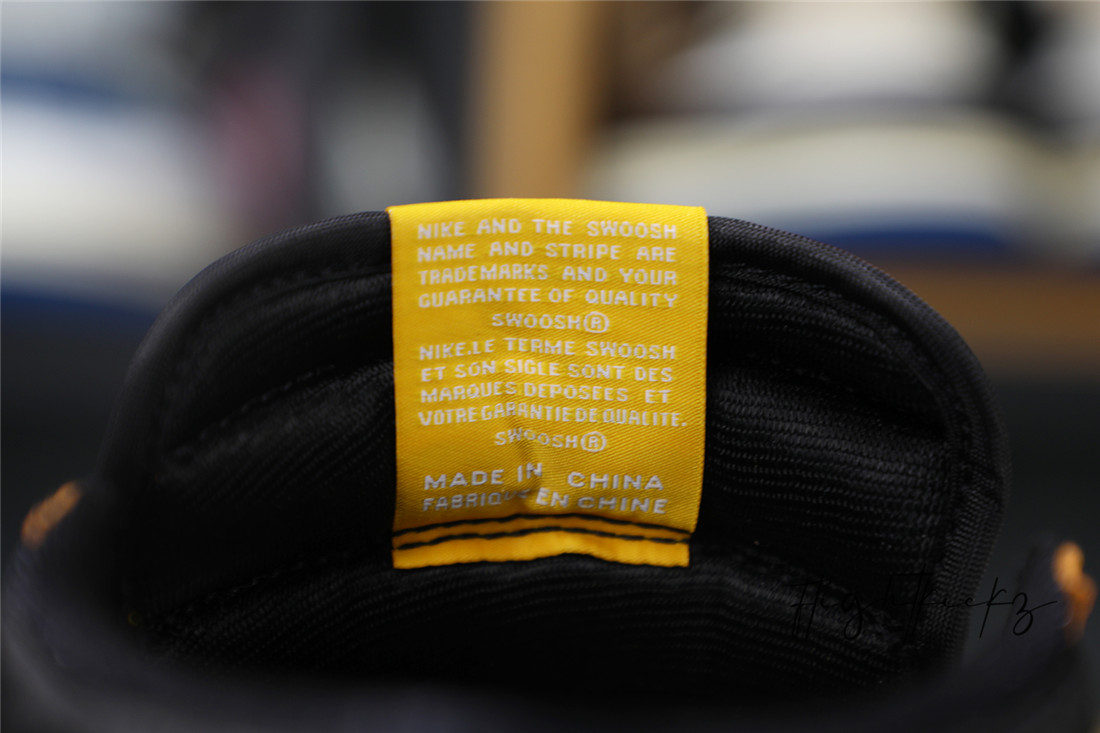 NIKE AND THE SWOOSH
NAME AND STRIPE ARE
TRADEMARKS AND YOUR
GUARANTEE OF QUALITY
SWOOSH®
NIKE.LE TERME SWOOSH
ET SON SIGLE SONT DES
MARQUES DEPOSEES ET
VOTRE GARANTIE DE QUALITE.
SWOOSH®
MADE IN CHINA
FABRIQUE EN CHINE